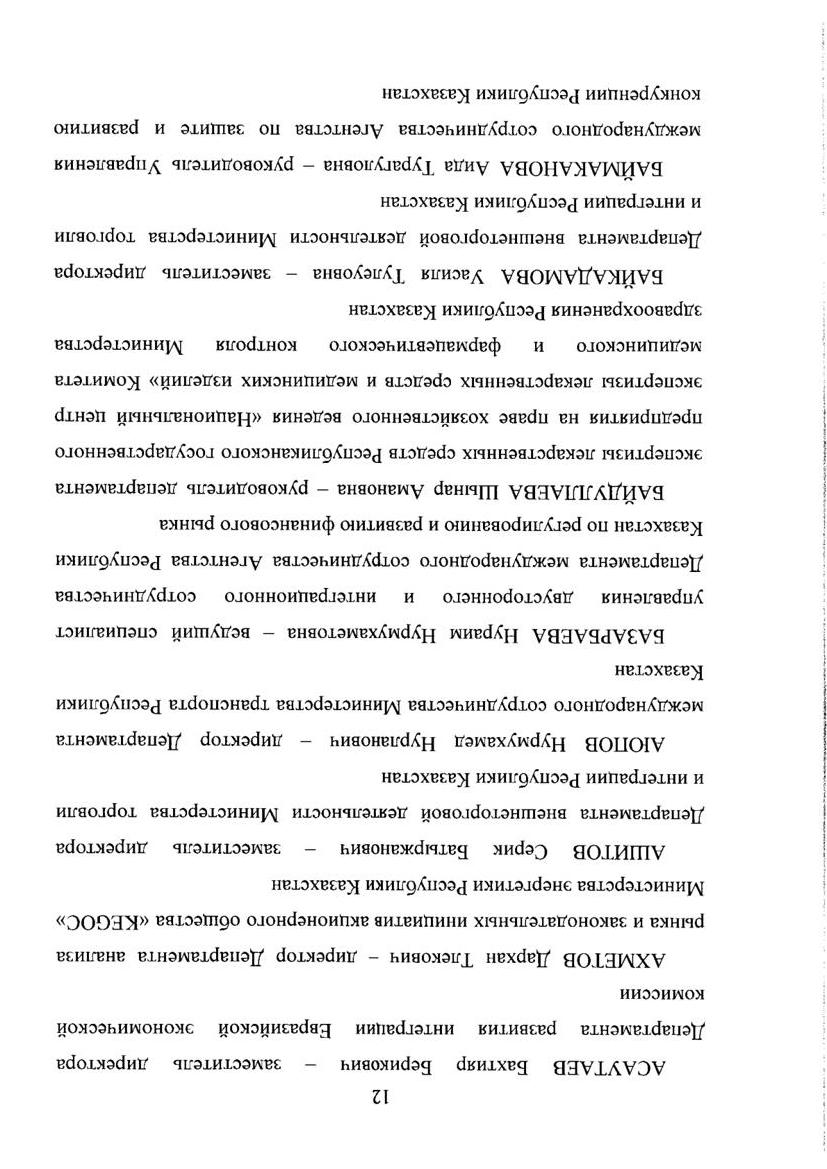 12
АСАУТАЕВ Бахтияр Берикович – заместитель директора
Департамента развития интеграции Евразийской экономической
комиссии
АХМЕТОВ Дархан Тлекович – директор Департамента анализа
рынка и законодательных инициатив акционерного общества «KEGOC»
Министерства энергетики Республики Казахстан
АШИТОВ Серик Батыржанович – заместитель директора
Департамента внешнеторговой деятельности Министерства торговли
и интеграции Республики Казахстан
АЮПОВ Нурмухамед Нурланович – директор Департамента
международного сотрудничества Министерства транспорта Республики
Казахстан
БАЗАРБАЕВА Нураим Нурмухаметовна – ведущий специалист
управления двустороннего и интеграционного сотрудничества
Департамента международного сотрудничества Агентства Республики
Казахстан по регулированию и развитию финансового рынка
БАЙДУЛЛАЕВА Шынар Амановна – руководитель департамента
экспертизы лекарственных средств Республиканского государственного
предприятия на праве хозяйственного ведения «Национальный центр
экспертизы лекарственных средств и медицинских изделий» Комитета
медицинского и фармацевтического контроля Министерства
здравоохранения Республики Казахстан
БАЙКАДАМОВА Уасиля Тулеуовна – заместитель директора
Департамента внешнеторговой деятельности Министерства торговли
и интеграции Республики Казахстан
БАЙМАКАНОВА Аида Турагуловна – руководитель Управления
международного сотрудничества Агентства по защите и развитию
конкуренции Республики Казахстан